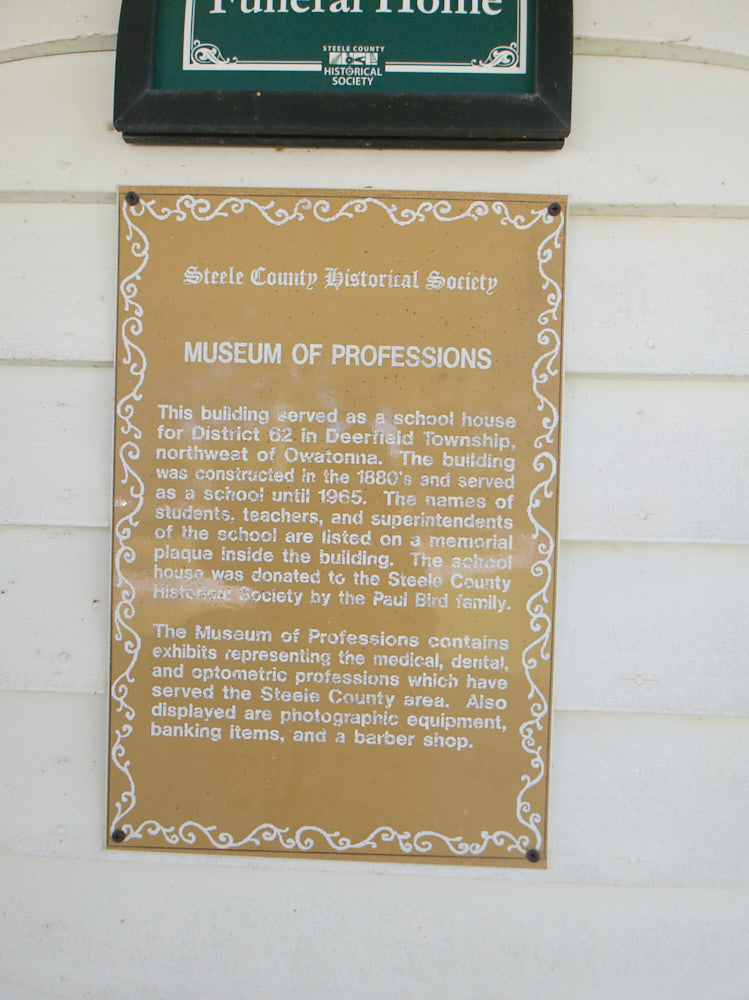 Funeral Home
STEELE COUNTY
HISTORICAL
SOCIETY
Steele County Historical Society
MUSEUM OF PROFESSIONS
This building served as a school house
for District 62 in Deerfield Township,
northwest of Owatonna. The building
was constructed in the 1880's and served
as a school until 1965. The names of
students, teachers, and superintendents
of the school are listed on a memorial
plaque inside the building. The school
house was donated to the Steele County
Historical Society by the Paul Bird family.
The Museum of Professions contains
exhibits representing the medical, dental,
and optometric professions which have
served the Steele County area. Also
displayed are photographic equipment,
banking items, and a barber shop.